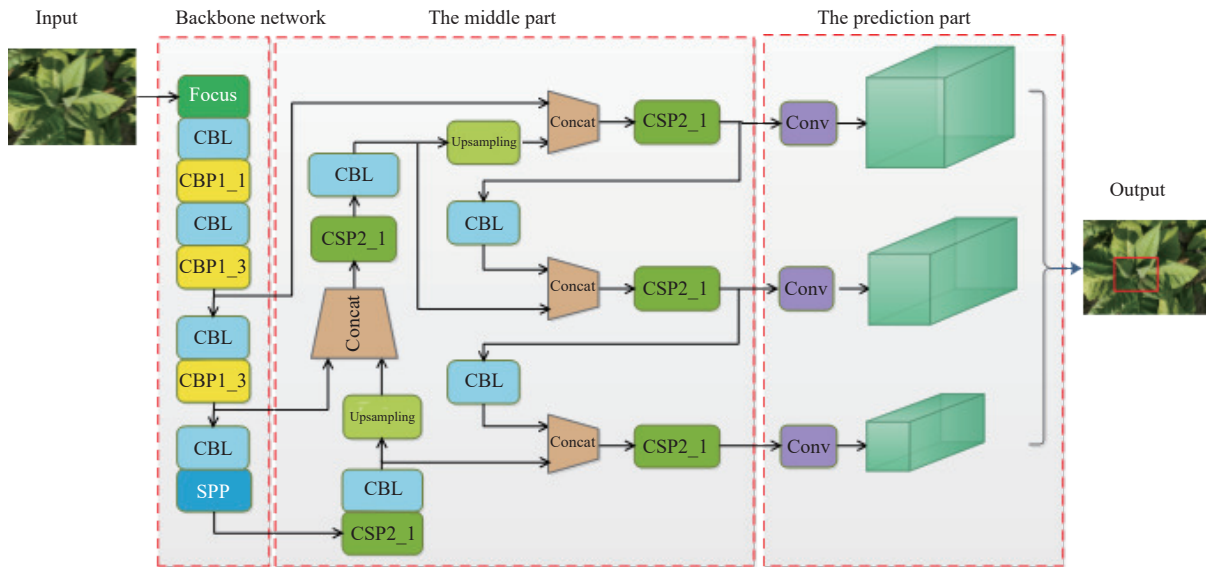 Input
Backbone network
The middle part
The prediction part
Focus
CBL
CBP1_1
CBL
CBP1_3
CBL
CBP1_3
CBL
SPP
CBL
CSP2_1
Concat
Upsampling
CBL
CSP2_1
Upsampling
Concat
CSP2_1
CBL
Concat
CSP2_1
CBL
Concat
CSP2_1
Conv
Conv
Conv
Output